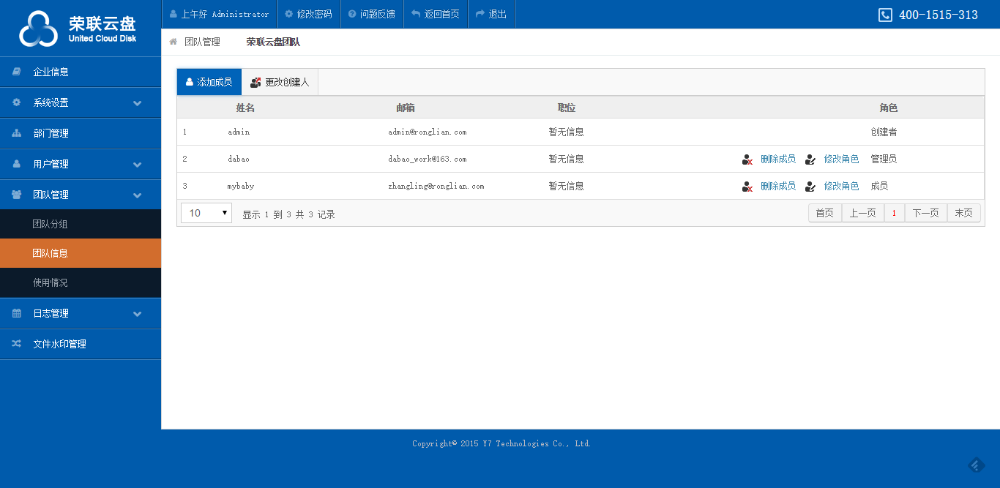 荣联云盘
United Cloud Disk
上午好 Administrator 修改密码 问题反馈 返回首页 退出 400-1515-313
团队管理 荣联云盘团队
企业信息
系统设置
部门管理
用户管理
团队管理
团队分组
团队信息
使用情况
日志管理
文件水印管理
添加成员 更改创建人
姓名 邮箱 职位 角色
1 admin admin@ronglian.com 暂无信息 创建者
2 dabao dabao_work@163.com 暂无信息 删除成员 修改角色 管理员
3 mybaby zhangling@ronglian.com 暂无信息 删除成员 修改角色 成员
10 显示 1 到 3 共 3 记录 首页 上一页 1 下一页 末页
Copyright© 2015 Y7 Technologies Co., Ltd.